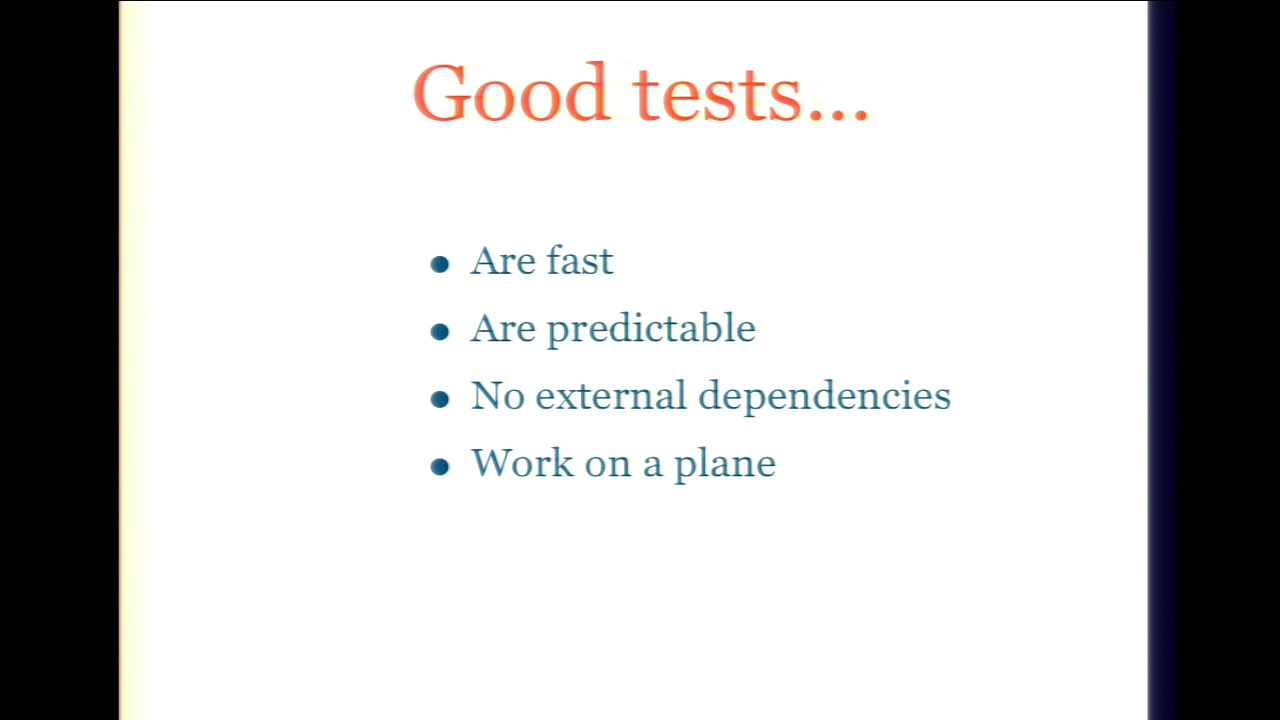 Good tests...
Are fast
Are predictable
No external dependencies
Work on a plane